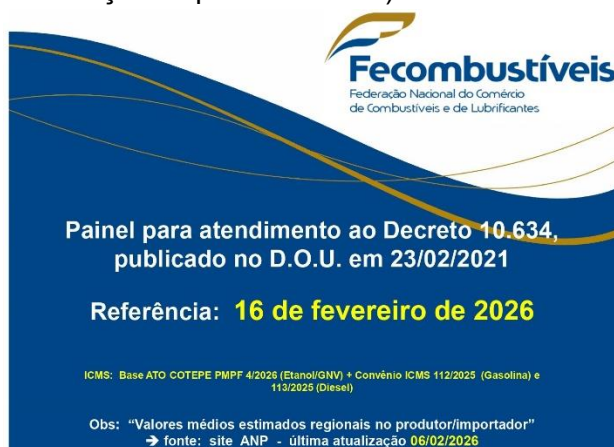 Fecombustíveis
Federação Nacional do Comércio
de Combustíveis e de Lubrificantes
Painel para atendimento ao Decreto 10.634,
publicado no D.O.U. em 23/02/2021
Referência: 16 de fevereiro de 2026
ICMS: Base ATO COTEPE PMPF 4/2026 (Etanol/GNV) + Convênio ICMS 112/2025 (Gasolina) e
113/2025 (Diesel)
Obs: “Valores médios estimados regionais no produtor/importador”
➔ fonte: site ANP - última atualização 06/02/2026